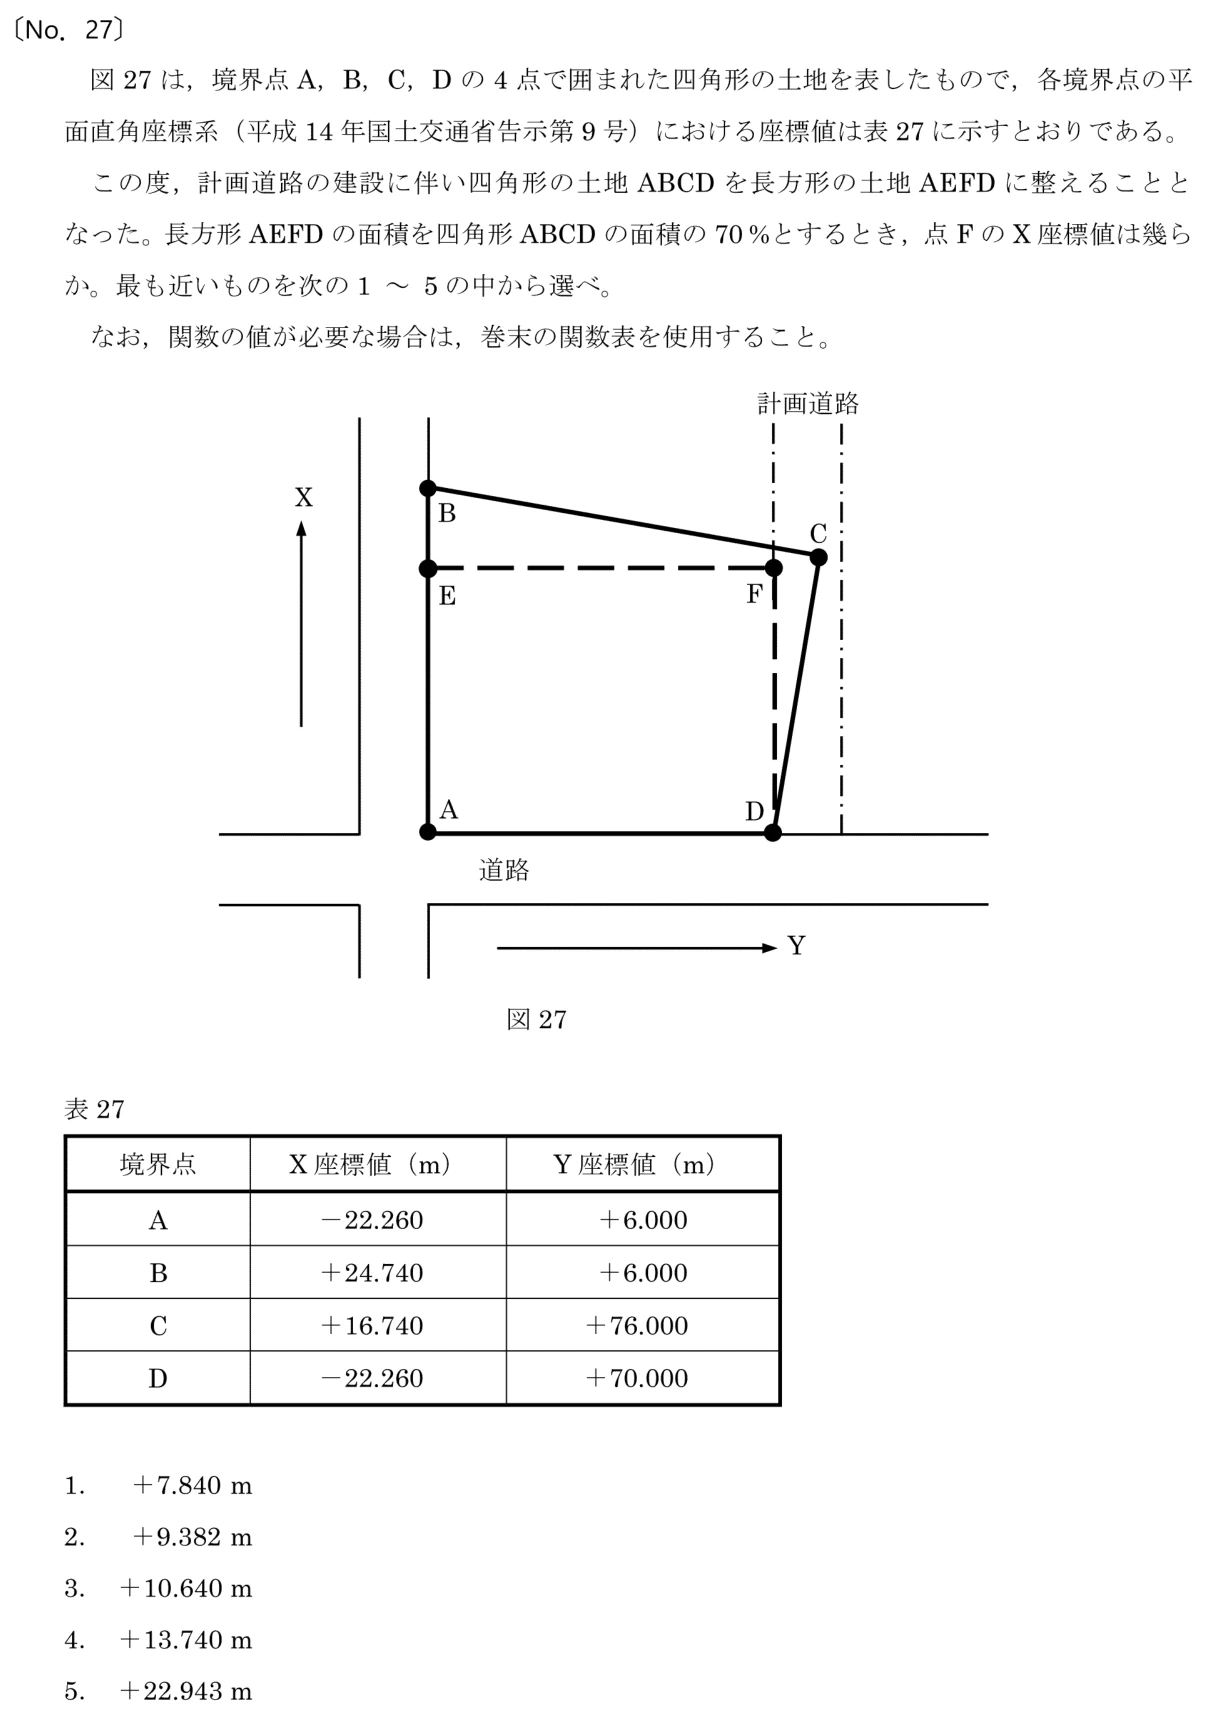 〔No．27〕
図 27 は，境界点 A，B，C，D の 4 点で囲まれた四角形の土地を表したもので，各境界点の平
面直角座標系（平成 14 年国土交通省告示第 9 号）における座標値は表 27 に示すとおりである。
この度，計画道路の建設に伴い四角形の土地 ABCD を長方形の土地 AEFD に整えることと
なった。長方形 AEFD の面積を四角形 ABCD の面積の 70 %とするとき，点 F の X 座標値は幾ら
か。最も近いものを次の 1 ～ 5 の中から選べ。
なお，関数の値が必要な場合は，巻末の関数表を使用すること。
計画道路
X
B
C
E
F
A
D
道路
Y
図 27
表 27
境界点 X 座標値（m） Y 座標値（m）
A －22.260 ＋6.000
B ＋24.740 ＋6.000
C ＋16.740 ＋76.000
D －22.260 ＋70.000
1. ＋7.840 m
2. ＋9.382 m
3. ＋10.640 m
4. ＋13.740 m
5. ＋22.943 m